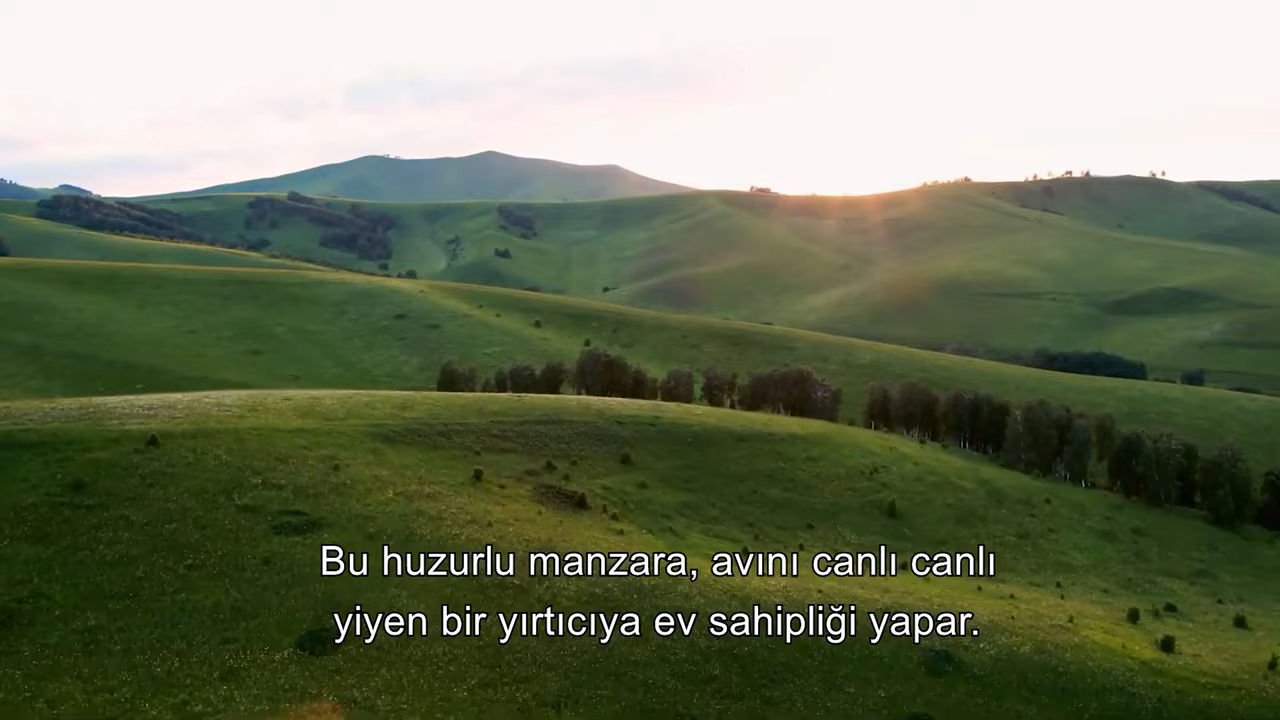 Bu huzurlu manzara, avını canlı canlı
yiyen bir yırtıcıya ev sahipliği yapar.